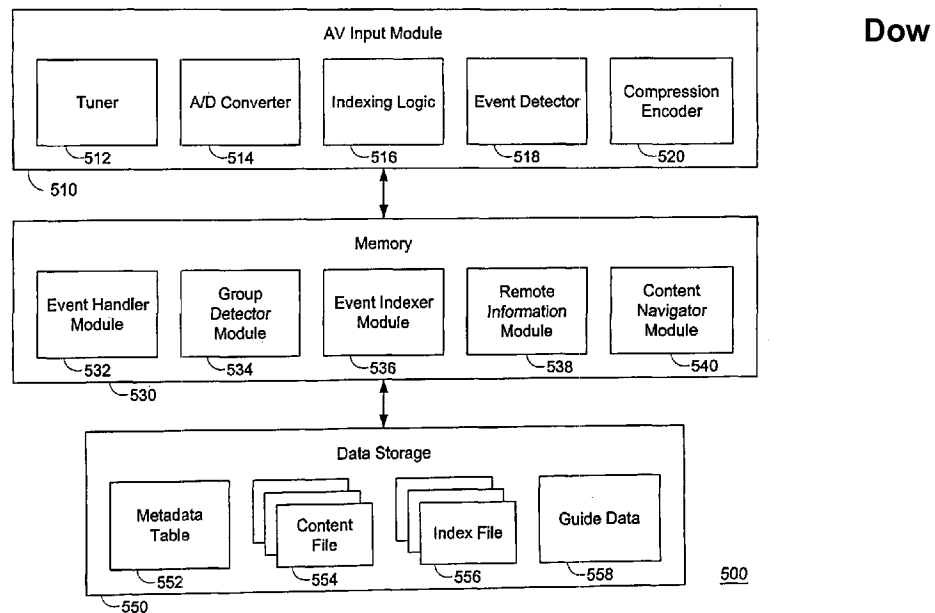 Dow
AV Input Module
Tuner
512
A/D Converter
514
Indexing Logic
516
Event Detector
518
Compression
Encoder
520
510
Memory
Event Handler
Module
532
Group
Detector
Module
534
Event Indexer
Module
536
Remote
Information
Module
538
Content
Navigator
Module
540
530
Data Storage
Metadata
Table
552
Content
File
554
Index File
556
Guide Data
558
550
500